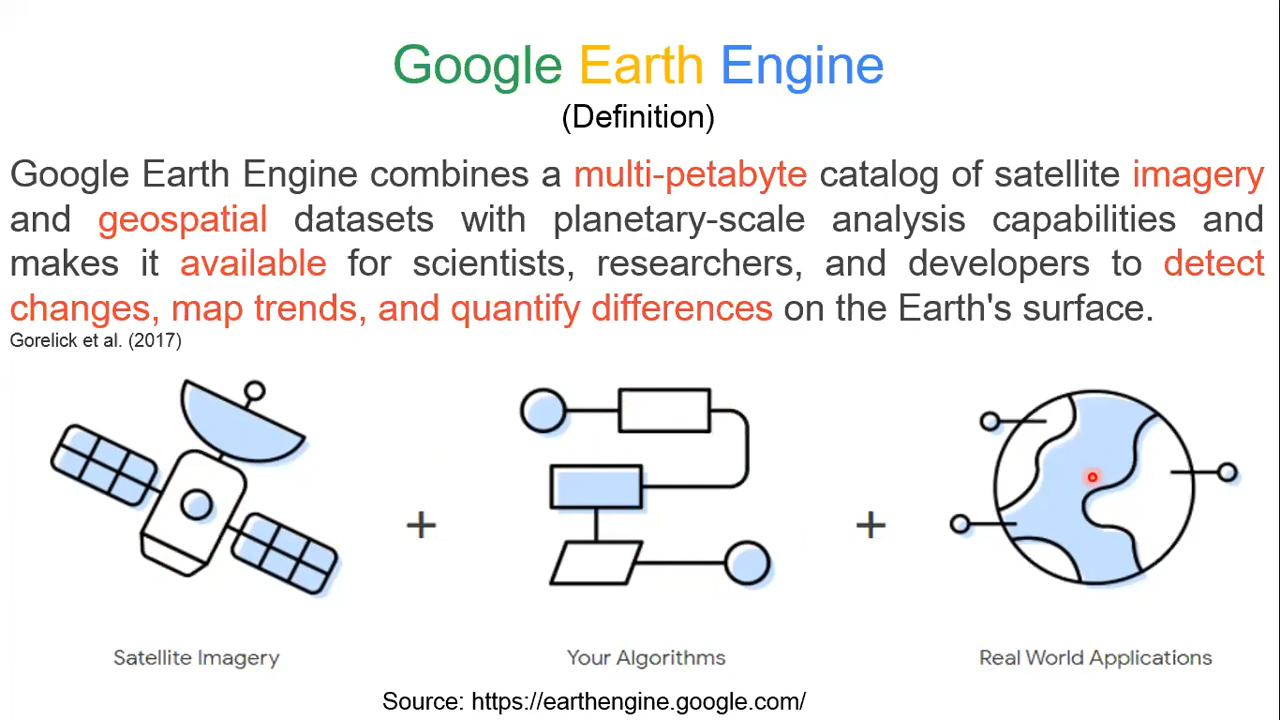 Google Earth Engine
(Definition)
Google Earth Engine combines a multi-petabyte catalog of satellite imagery
and geospatial datasets with planetary-scale analysis capabilities and
makes it available for scientists, researchers, and developers to detect
changes, map trends, and quantify differences on the Earth's surface.
Gorelick et al. (2017)
+ +
Satellite Imagery Your Algorithms Real World Applications
Source: https://earthengine.google.com/